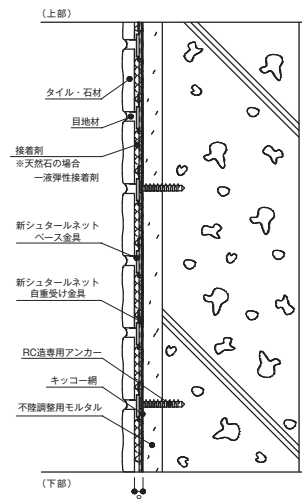 （上部）
タイル・石材
目地材
接着剤
※天然石の場合
一液弾性接着剤
新シュタールネット
ベース金具
新シュタールネット
自重受け金具
RC造専用アンカー
キッコー網
不陸調整用モルタル
（下部）
8